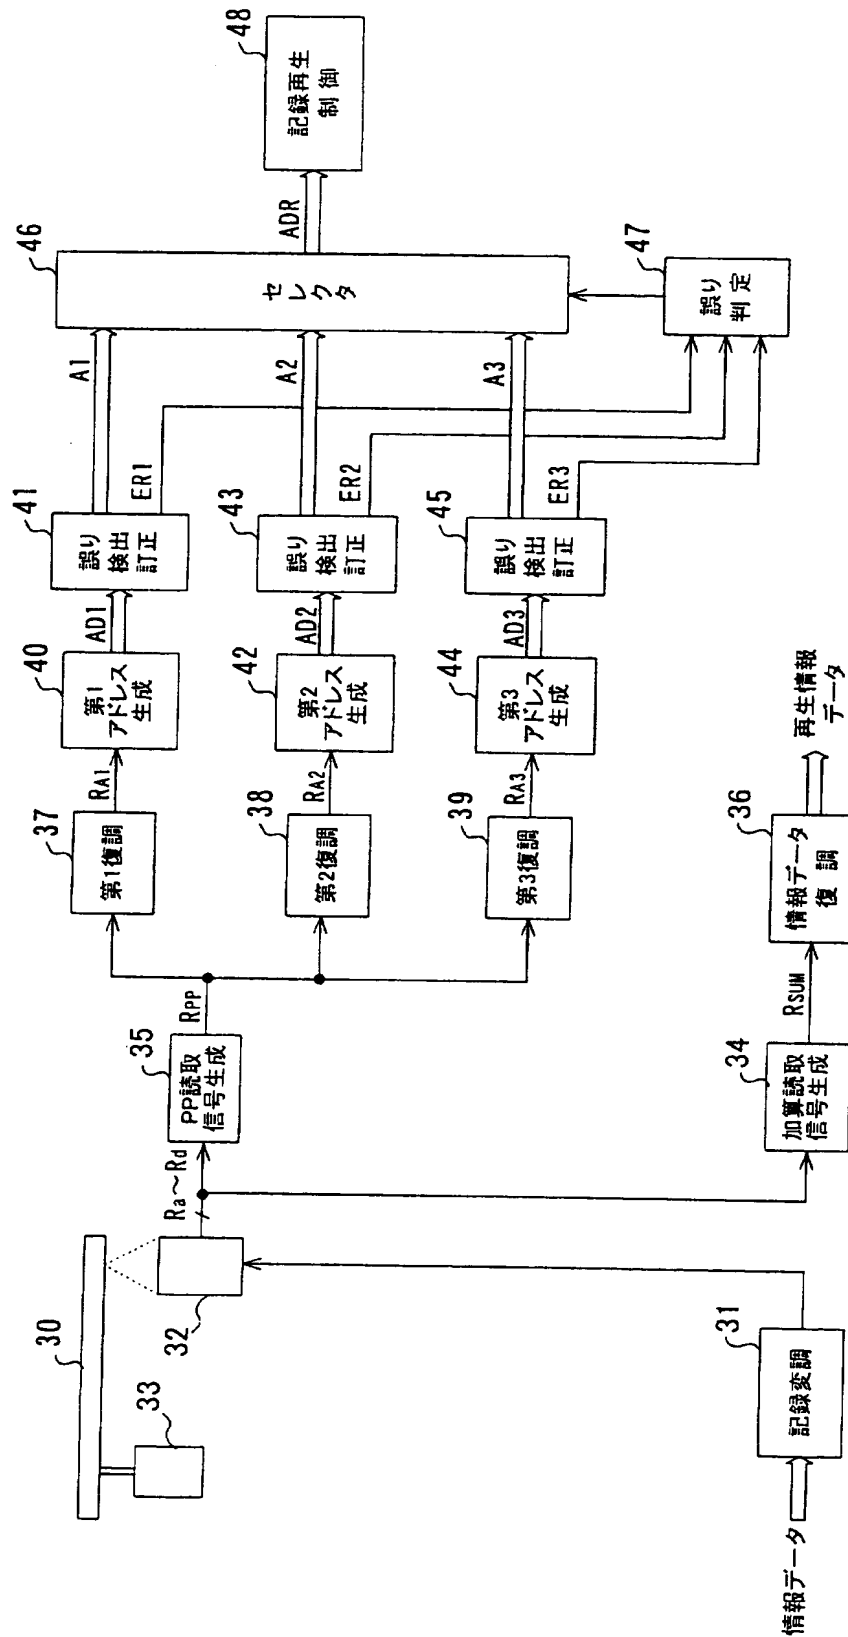 30
33
32
Ra～Rd
35
PP読取
信号生成
RPP
37
第1復調
RA1
40
第1
アドレス
生成
AD1
41
誤り
検出
訂正
A1
ER1
38
第2復調
RA2
42
第2
アドレス
生成
AD2
43
誤り
検出
訂正
A2
ER2
39
第3復調
RA3
44
第3
アドレス
生成
AD3
45
誤り
検出
訂正
A3
ER3
46
セレクタ
ADR
48
記録再生
制御
47
誤り
判定
情報データ
31
記録変調
34
加算読取
信号生成
RSUM
36
情報データ
復調
再生情報
データ